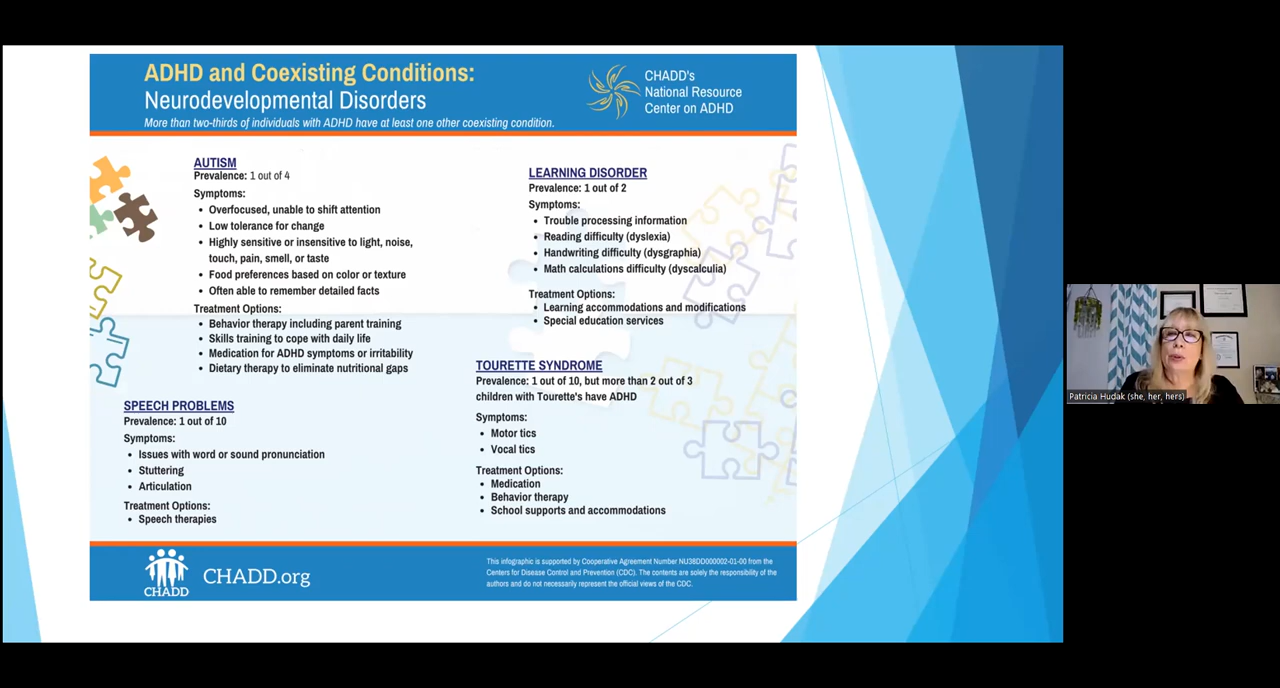 ADHD and Coexisting Conditions:
Neurodevelopmental Disorders
More than two-thirds of individuals with ADHD have at least one other coexisting condition.
CHADD's
National Resource
Center on ADHD
AUTISM
Prevalence: 1 out of 4
Symptoms:
• Overfocused, unable to shift attention
• Low tolerance for change
• Highly sensitive or insensitive to light, noise,
touch, pain, smell, or taste
• Food preferences based on color or texture
• Often able to remember detailed facts
Treatment Options:
• Behavior therapy including parent training
• Skills training to cope with daily life
• Medication for ADHD symptoms or irritability
• Dietary therapy to eliminate nutritional gaps
SPEECH PROBLEMS
Prevalence: 1 out of 10
Symptoms:
• Issues with word or sound pronunciation
• Stuttering
• Articulation
Treatment Options:
• Speech therapies
LEARNING DISORDER
Prevalence: 1 out of 2
Symptoms:
• Trouble processing information
• Reading difficulty (dyslexia)
• Handwriting difficulty (dysgraphia)
• Math calculations difficulty (dyscalculia)
Treatment Options:
• Learning accommodations and modifications
• Special education services
TOURETTE SYNDROME
Prevalence: 1 out of 10, but more than 2 out of 3
children with Tourette's have ADHD
Symptoms:
• Motor tics
• Vocal tics
Treatment Options:
• Medication
• Behavior therapy
• School supports and accommodations
CHADD
CHADD.org
This infographic is supported by Cooperative Agreement Number NU38DD000002-01-00 from the
Centers for Disease Control and Prevention (CDC). The contents are solely the responsibility of the
authors and do not necessarily represent the official views of the CDC.
Patricia Hudak (she, her, hers)